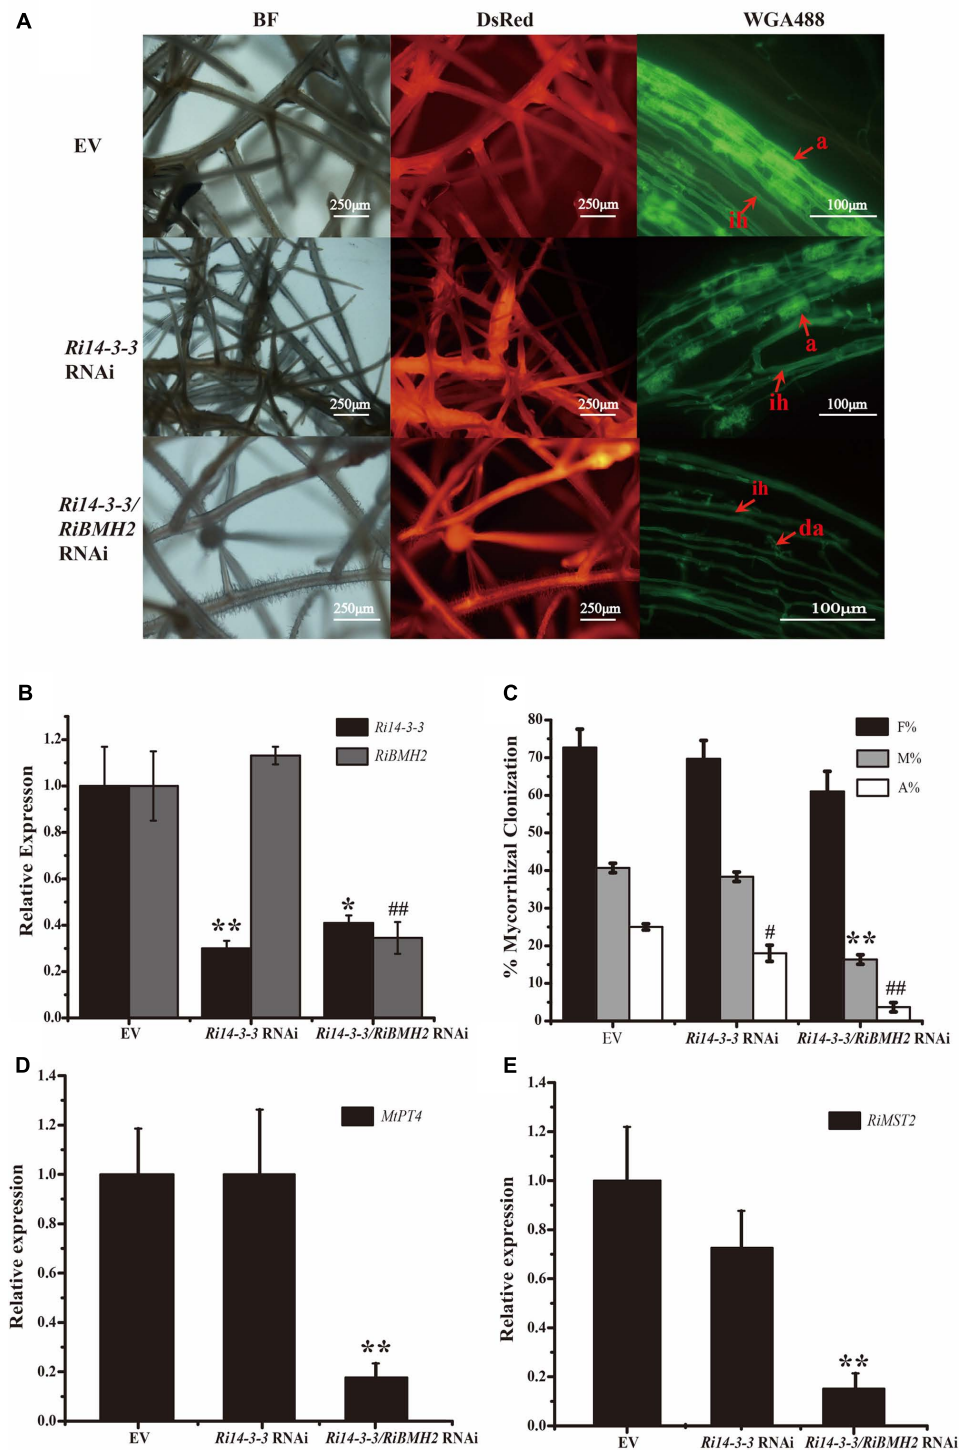 A
BF DsRed WGA488
EV
250μm 250μm 100μm
a
ih
Ri14-3-3
RNAi
250μm 250μm 100μm
a
ih
Ri14-3-3/
RiBMH2
RNAi
250μm 250μm 100μm
ih
da
B
Relative Expresson
1.2
1.0
0.8
0.6
0.4
0.2
0.0
Ri14-3-3
RiBMH2
** * ##
EV Ri14-3-3 RNAi Ri14-3-3/RiBMH2 RNAi
C
% Mycorrhizal Clonization
80
70
60
50
40
30
20
10
0
F%
M%
A%
# ** ##
EV Ri14-3-3 RNAi Ri14-3-3/RiBMH2 RNAi
D
Relative expression
1.4
1.2
1.0
0.8
0.6
0.4
0.2
0.0
MtPT4
**
EV Ri14-3-3 RNAi Ri14-3-3/RiBMH2 RNAi
E
Relative expression
1.4
1.2
1.0
0.8
0.6
0.4
0.2
0.0
RiMST2
**
EV Ri14-3-3 RNAi Ri14-3-3/RiBMH2 RNAi